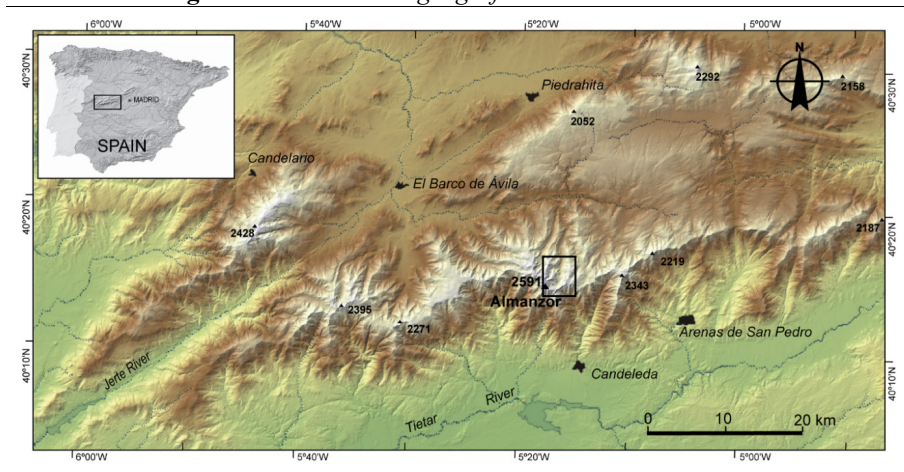 6°00'W
5°40'W
5°20'W
5°00'W
40°30'N
40°30'N
N
MADRID
SPAIN
Piedrahita
2292
2158
2052
Candelario
El Barco de Ávila
40°20'N
40°20'N
2428
2187
2219
2591
2343
Almanzor
2395
2271
Arenas de San Pedro
40°10'N
40°10'N
Jerte River
Candeleda
Tietar River
0 10 20 km
6°00'W
5°40'W
5°20'W
5°00'W